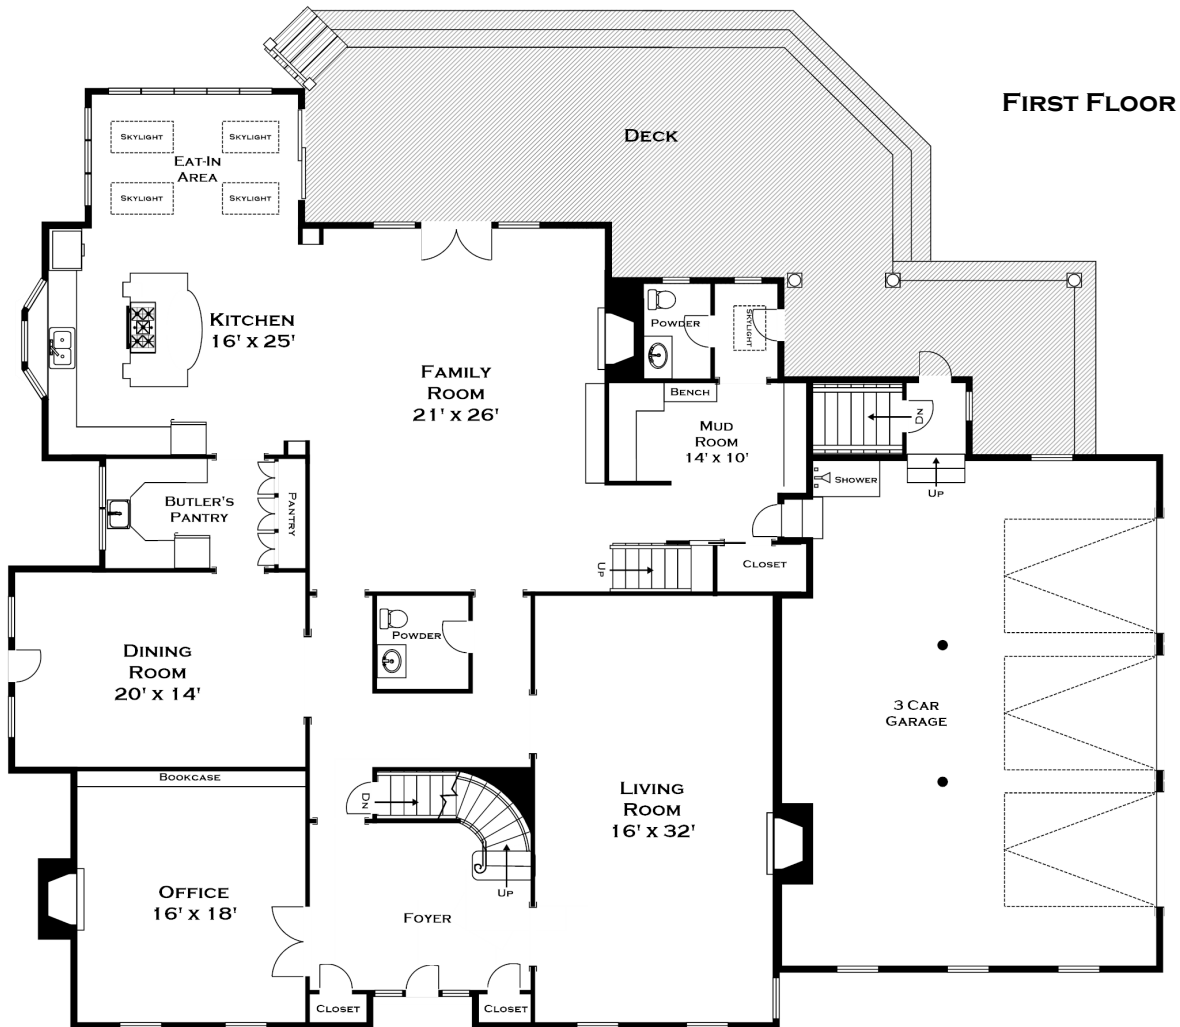 FIRST FLOOR
DECK
SKYLIGHT
SKYLIGHT
EAT-IN
AREA
SKYLIGHT
SKYLIGHT
KITCHEN
16' X 25'
FAMILY
ROOM
21' X 26'
POWDER
SKYLIGHT
BENCH
MUD
ROOM
14' X 10'
DN
SHOWER
UP
BUTLER'S
PANTRY
PANTRY
UP
CLOSET
DINING
ROOM
20' X 14'
POWDER
3 CAR
GARAGE
BOOKCASE
DN
LIVING
ROOM
16' X 32'
OFFICE
16' X 18'
UP
FOYER
CLOSET
CLOSET